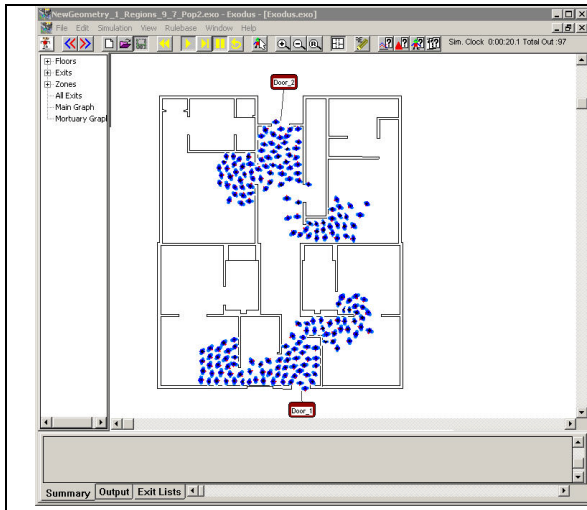 NewGeometry_1_Regions_9_7_Pop2.exo - Exodus - [Exodus.exo]
File Edit Simulation View Rulebase Window Help
Sim. Clock 0:00:20.1 Total Out :97
Floors
Exits
Zones
All Exits
Main Graph
Mortuary Grapl
Door_2
Door_1
Summary Output Exit Lists